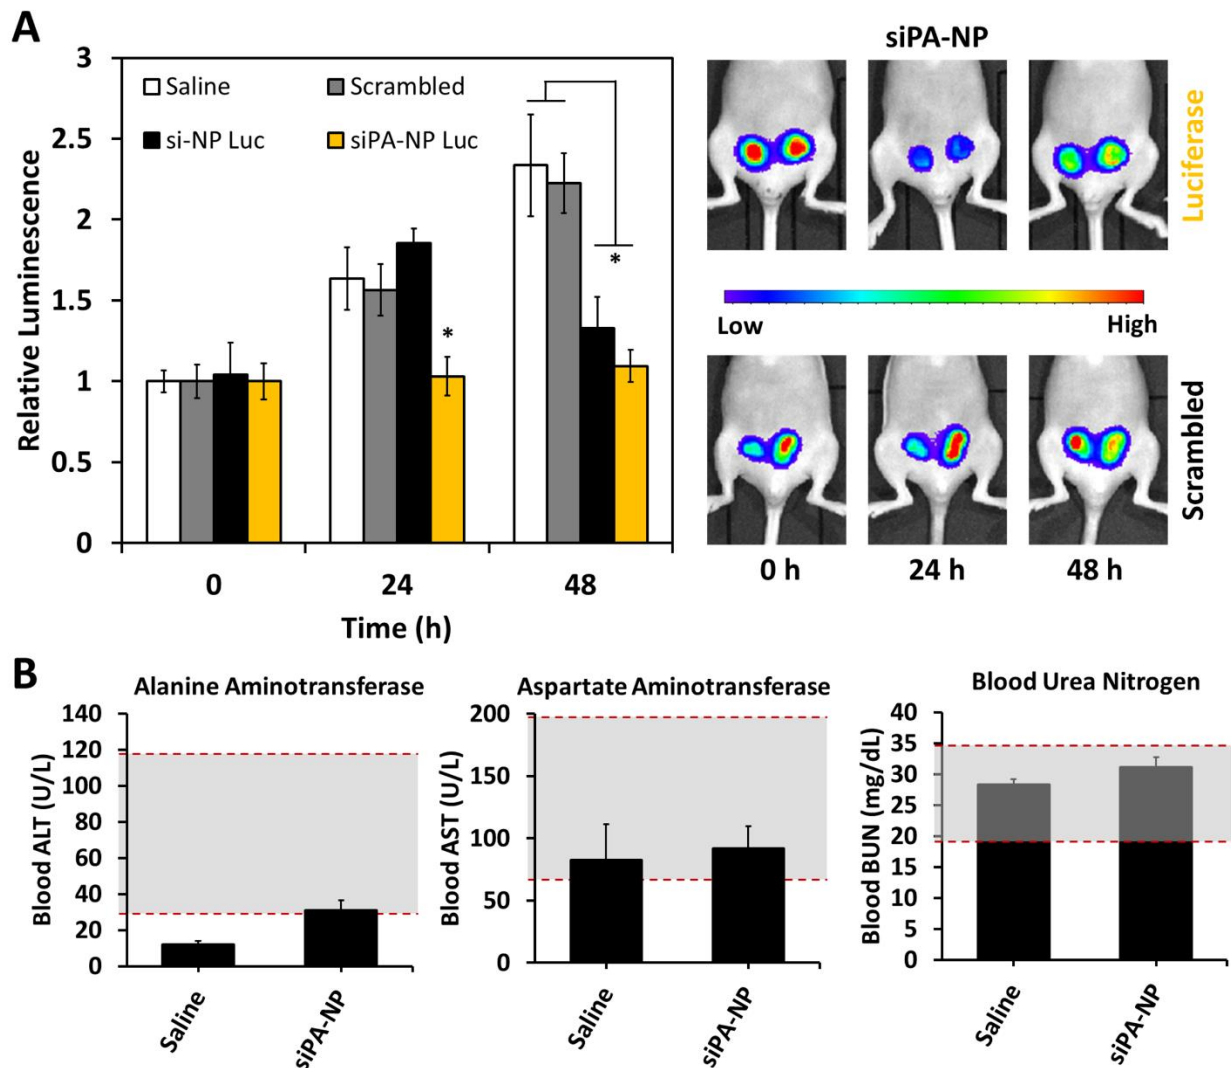 A
siPA-NP
3
2.5
2
1.5
1
0.5
0
Relative Luminescence
Saline
Scrambled
si-NP Luc
siPA-NP Luc
*
*
0
24
48
Time (h)
Luciferase
Low
High
Scrambled
0 h
24 h
48 h
B
Alanine Aminotransferase
140
120
100
80
60
40
20
0
Blood ALT (U/L)
Saline
siPA-NP
Aspartate Aminotransferase
200
150
100
50
0
Blood AST (U/L)
Saline
siPA-NP
Blood Urea Nitrogen
40
35
30
25
20
15
10
5
0
Blood BUN (mg/dL)
Saline
siPA-NP